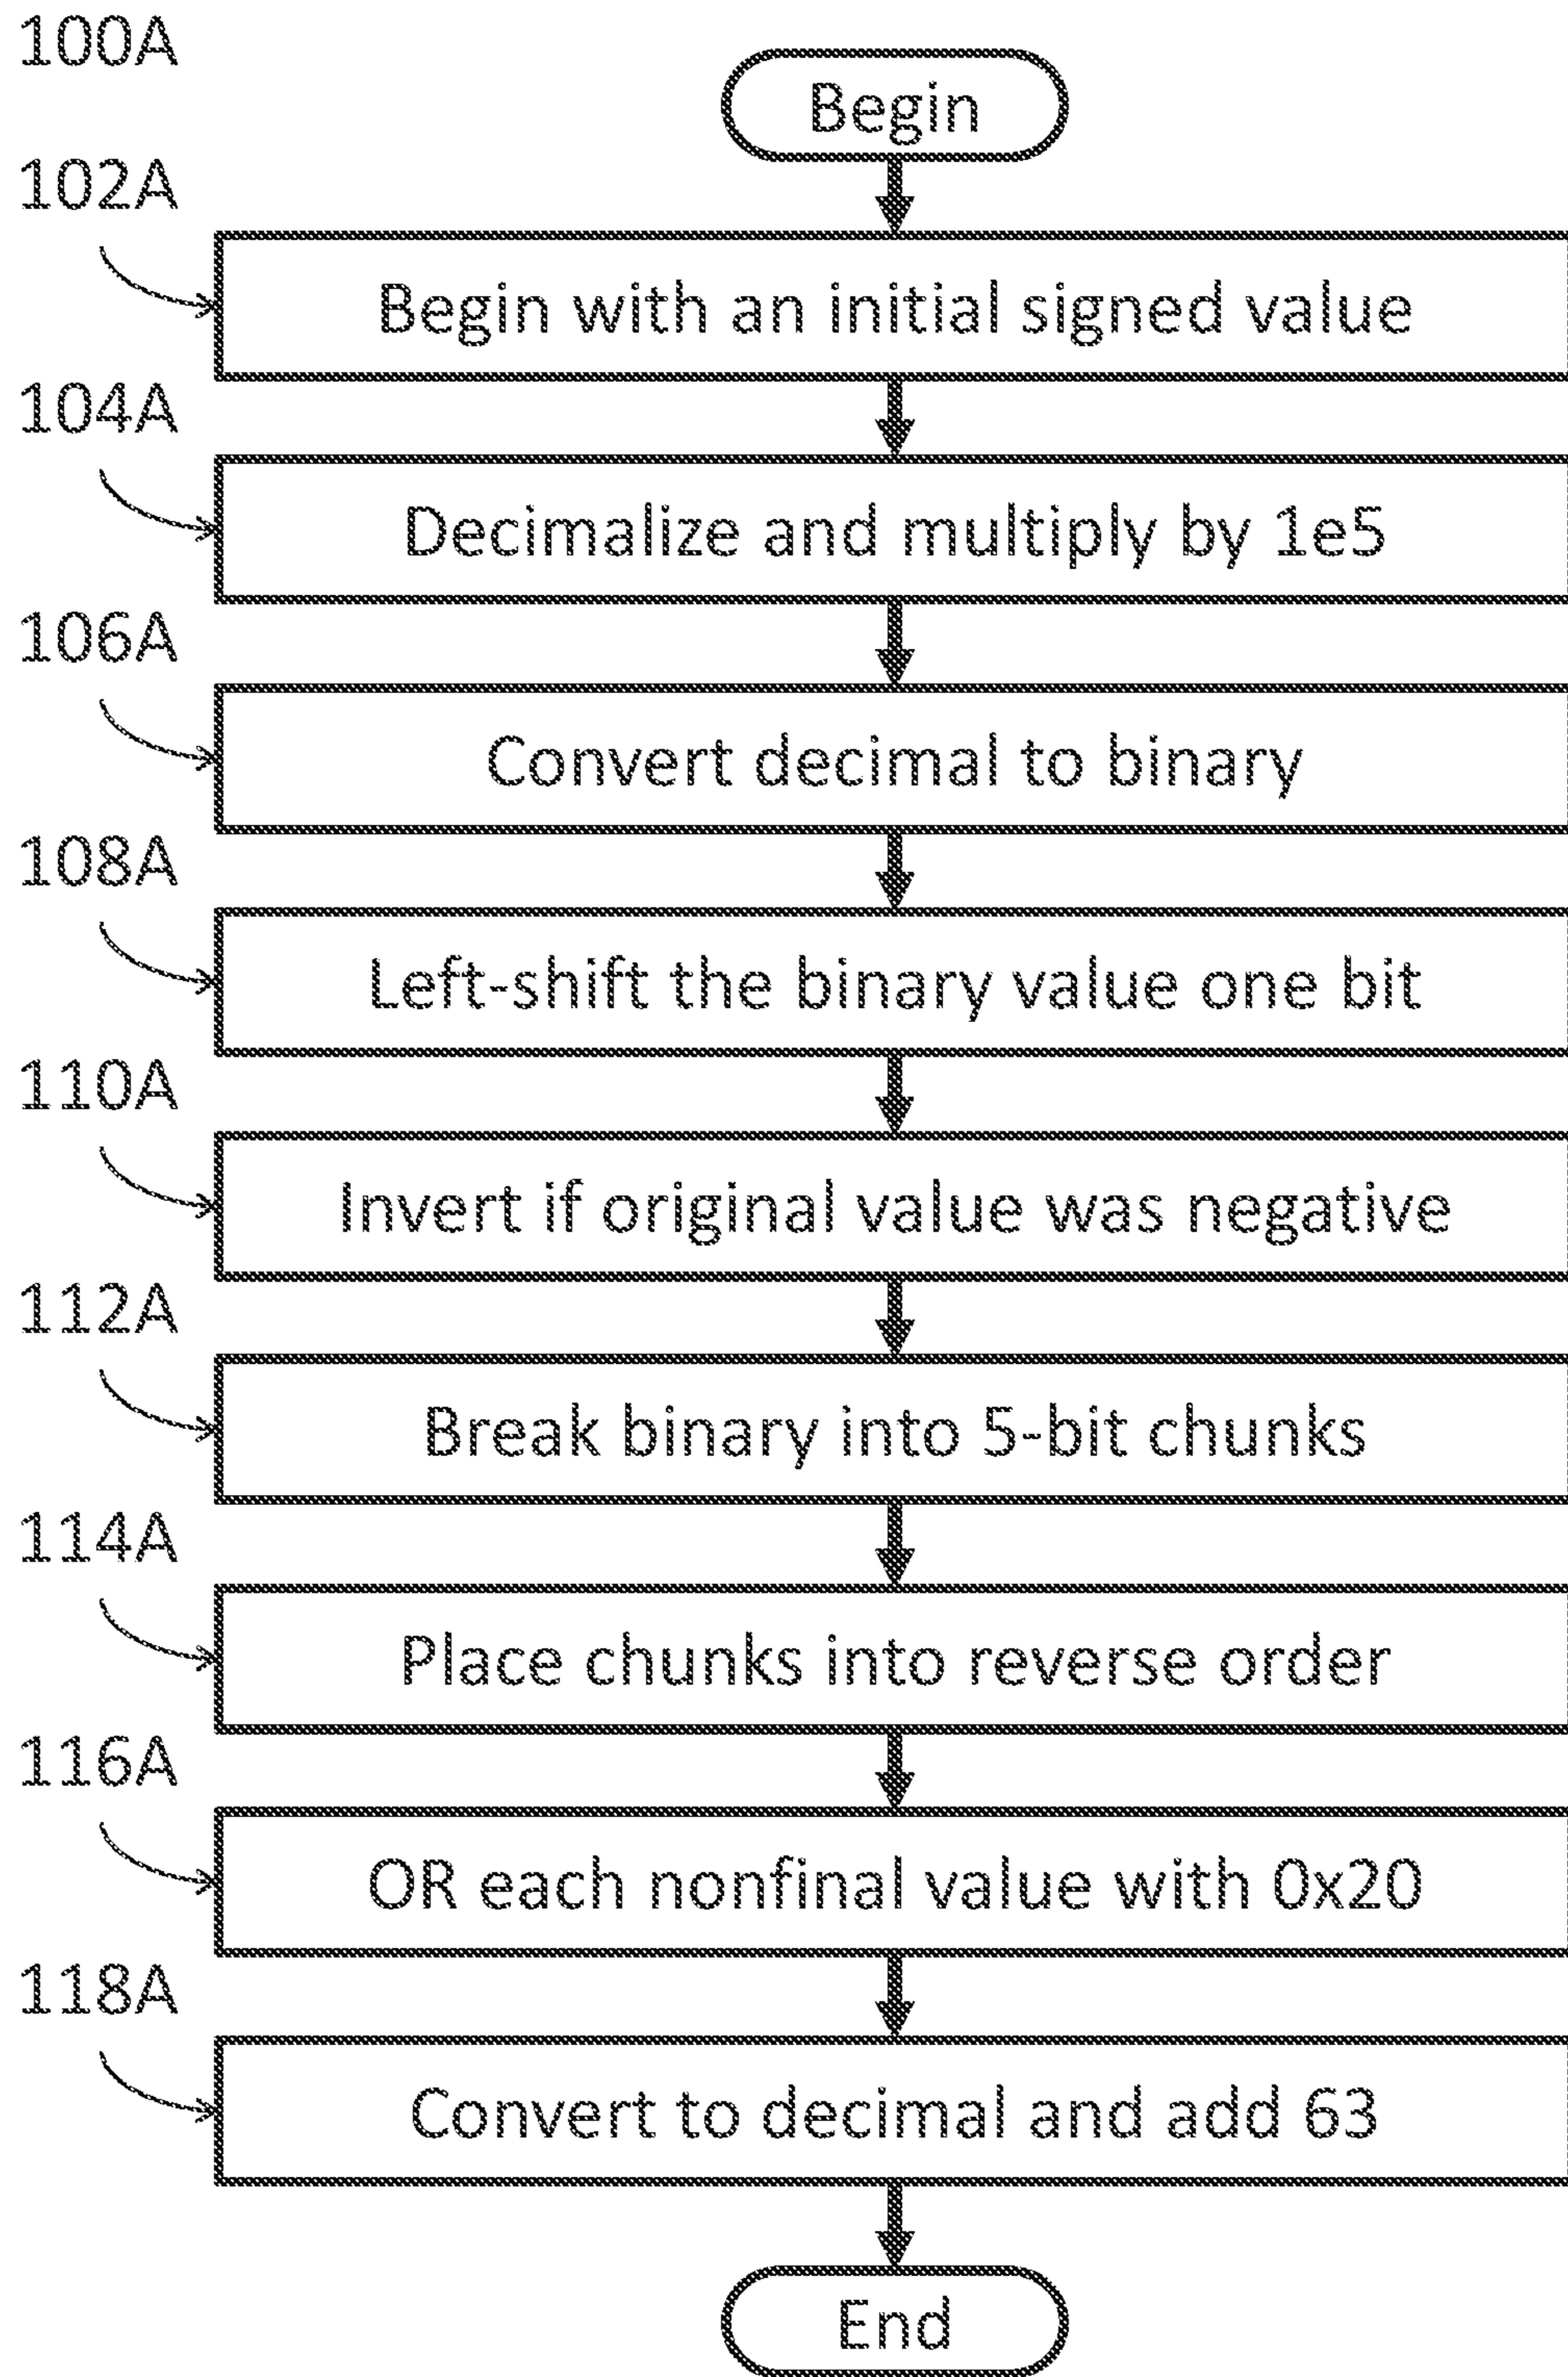 100A
Begin
102A
Begin with an initial signed value
104A
Decimalize and multiply by 1e5
106A
Convert decimal to binary
108A
Left-shift the binary value one bit
110A
Invert if original value was negative
112A
Break binary into 5-bit chunks
114A
Place chunks into reverse order
116A
OR each nonfinal value with 0x20
118A
Convert to decimal and add 63
End